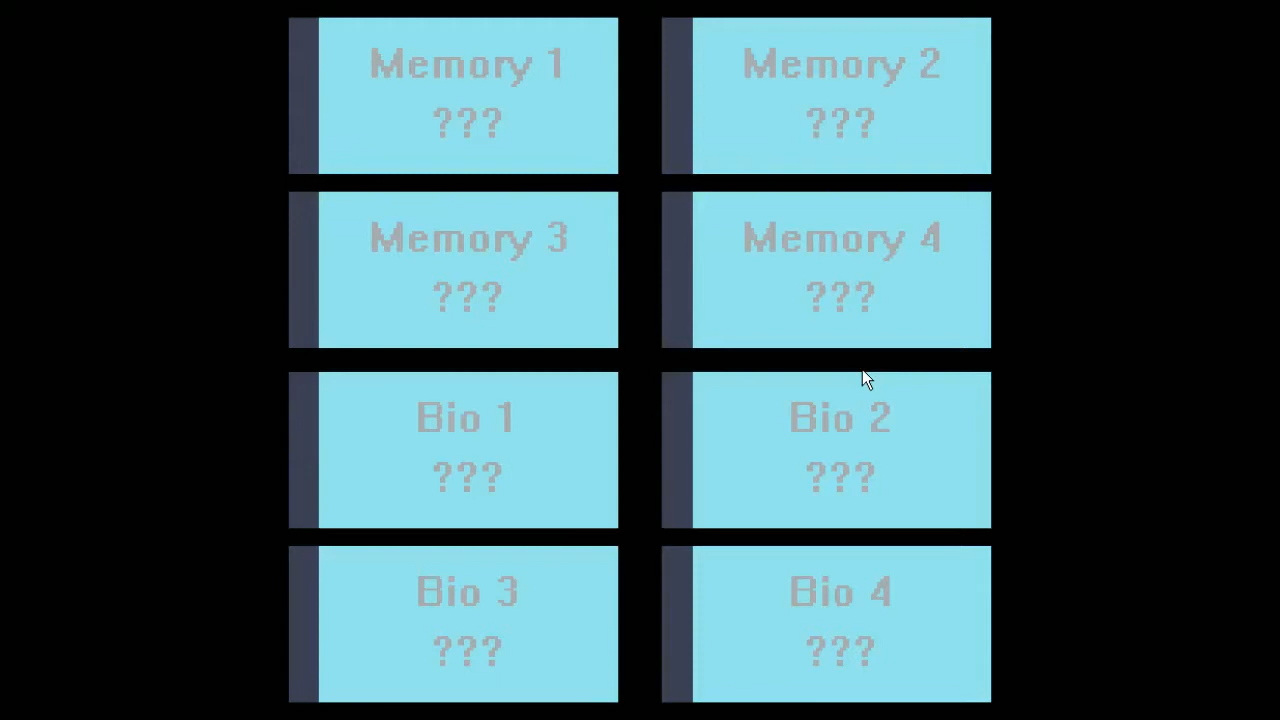 Memory 1
???
Memory 2
???
Memory 3
???
Memory 4
???
Bio 1
???
Bio 2
???
Bio 3
???
Bio 4
???